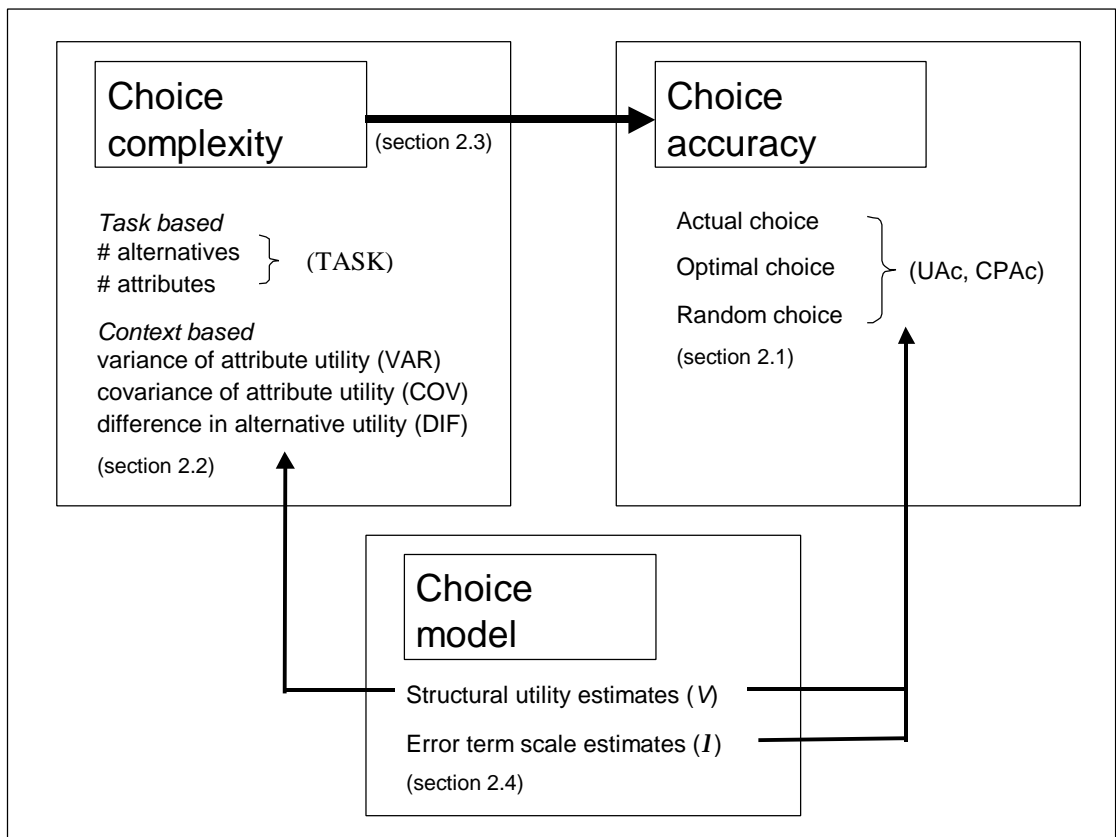 Choice
complexity
(section 2.3)
Task based
# alternatives
# attributes
(TASK)
Context based
variance of attribute utility (VAR)
covariance of attribute utility (COV)
difference in alternative utility (DIF)
(section 2.2)
Choice
accuracy
Actual choice
Optimal choice
Random choice
(UAc, CPAc)
(section 2.1)
Choice
model
Structural utility estimates (V)
Error term scale estimates (l)
(section 2.4)